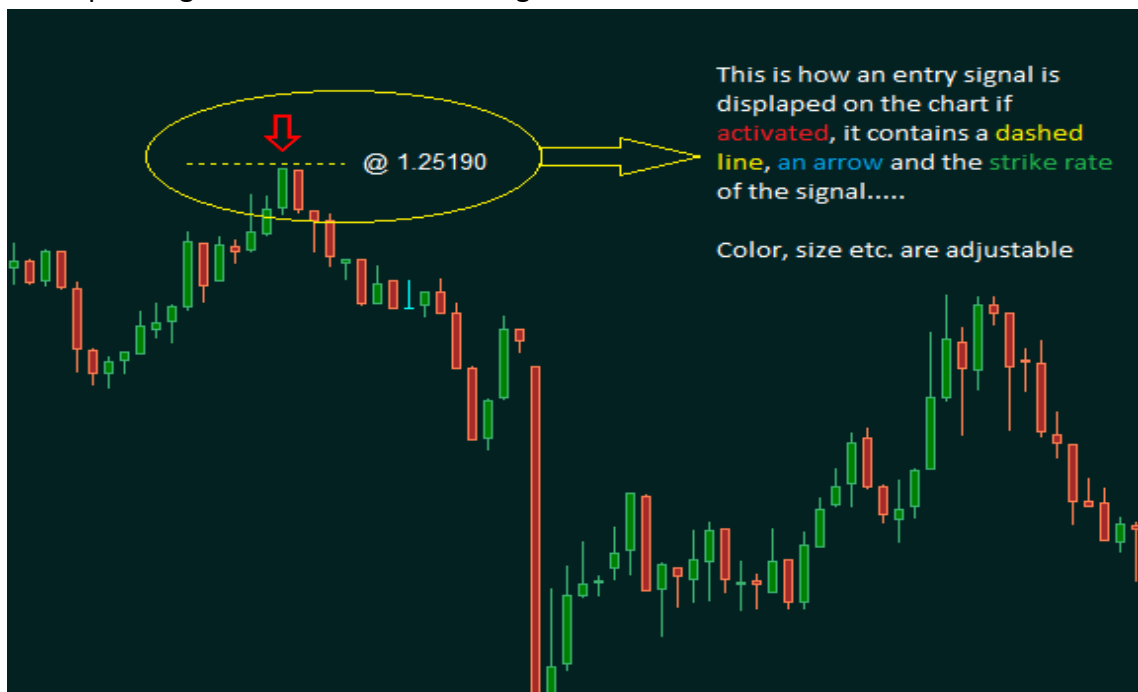 @ 1.25190
This is how an entry signal is
displaped on the chart if
activated, it contains a dashed
line, an arrow and the strike rate
of the signal.....
Color, size etc. are adjustable